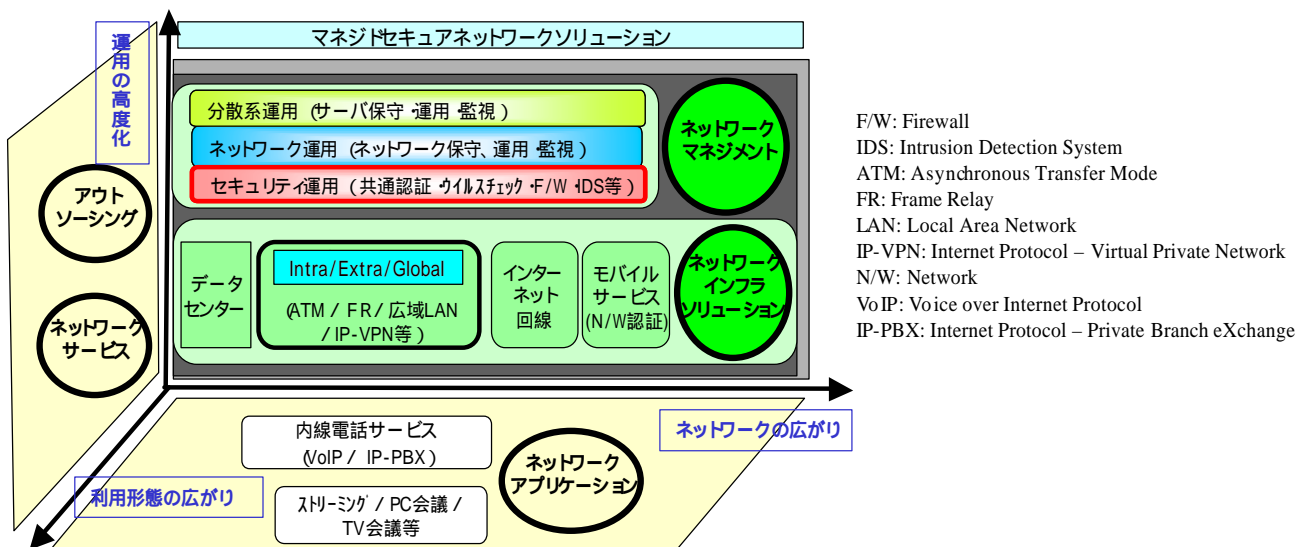 マネジドセキュアネットワークソリューション
運用の高度化
分散系運用（サーバ保守・運用・監視）
ネットワーク運用（ネットワーク保守、運用・監視）
セキュリティ運用（共通認証・ウイルスチェック・F/W・IDS等）
ネットワーク
マネジメント
アウト
ソーシング
ネットワーク
サービス
データ
センター
Intra/Extra/Global
(ATM / FR / 広域LAN
/ IP-VPN等)
インター
ネット
回線
モバイル
サービス
(N/W認証)
ネットワーク
インフラ
ソリューション
ネットワークの広がり
内線電話サービス
(VoIP / IP-PBX)
ネットワーク
アプリケーション
利用形態の広がり
ストリーミング / PC会議 /
TV会議等
F/W: Firewall
IDS: Intrusion Detection System
ATM: Asynchronous Transfer Mode
FR: Frame Relay
LAN: Local Area Network
IP-VPN: Internet Protocol – Virtual Private Network
N/W: Network
VoIP: Voice over Internet Protocol
IP-PBX: Internet Protocol – Private Branch eXchange